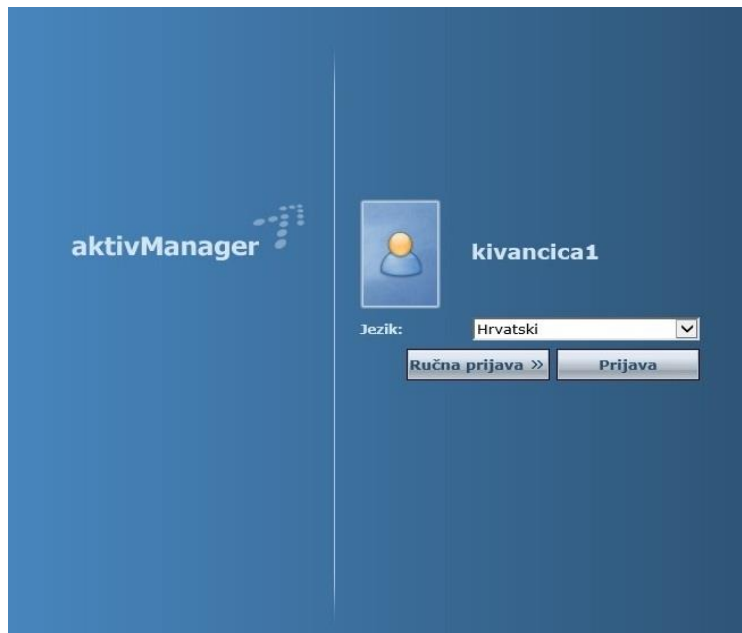 aktivManager
kivancica1
Jezik:
Hrvatski
Ručna prijava »
Prijava